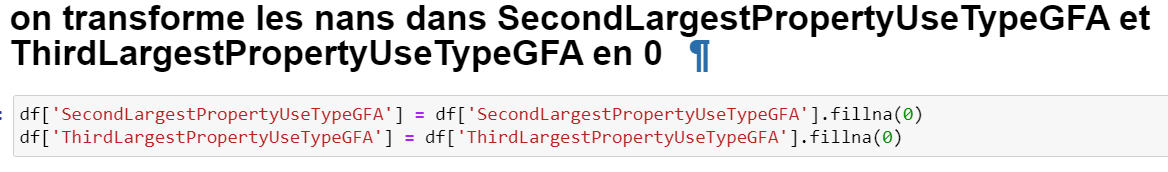 on transforme les nans dans SecondLargestPropertyUseTypeGFA et
ThirdLargestPropertyUseTypeGFA en 0 ¶
: df['SecondLargestPropertyUseTypeGFA'] = df['SecondLargestPropertyUseTypeGFA'].fillna(0)
df['ThirdLargestPropertyUseTypeGFA'] = df['ThirdLargestPropertyUseTypeGFA'].fillna(0)